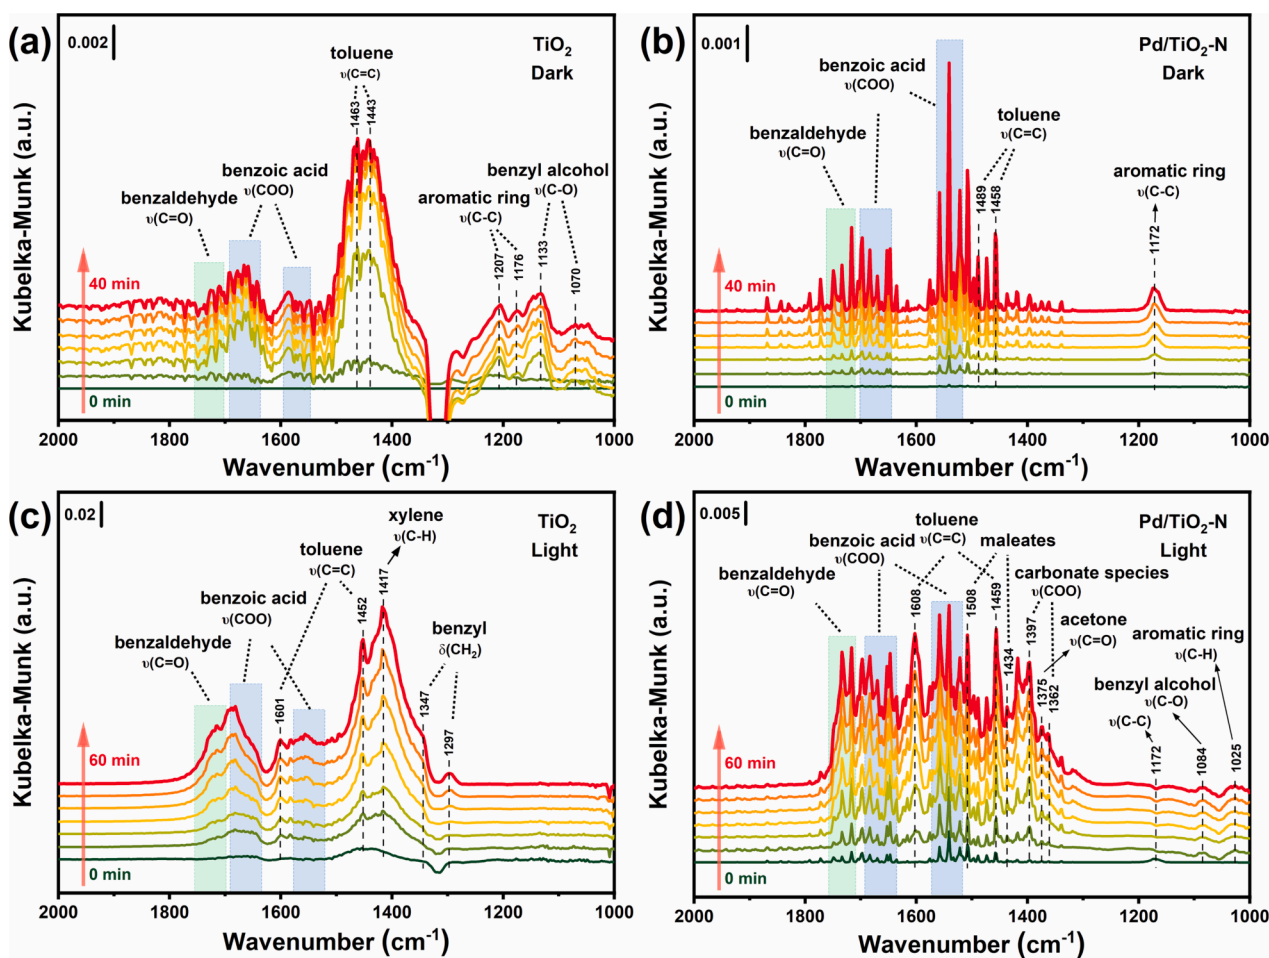 (a)
0.002
TiO2
Dark
toluene
υ(C=C)
1463
1443
benzoic acid
υ(COO)
benzaldehyde
υ(C=O)
benzyl alcohol
υ(C-O)
aromatic ring
υ(C-C)
1207
1176
1133
1070
40 min
0 min
Kubelka-Munk (a.u.)
2000 1800 1600 1400 1200 1000
Wavenumber (cm-1)
(b)
0.001
Pd/TiO2-N
Dark
benzoic acid
υ(COO)
benzaldehyde
υ(C=O)
toluene
υ(C=C)
1489
1458
aromatic ring
υ(C-C)
1172
40 min
0 min
Kubelka-Munk (a.u.)
2000 1800 1600 1400 1200 1000
Wavenumber (cm-1)
(c)
0.02
TiO2
Light
xylene
υ(C-H)
toluene
υ(C=C)
benzoic acid
υ(COO)
benzaldehyde
υ(C=O)
benzyl
δ(CH2)
1601
1452
1417
1347
1297
60 min
0 min
Kubelka-Munk (a.u.)
2000 1800 1600 1400 1200 1000
Wavenumber (cm-1)
(d)
0.005
Pd/TiO2-N
Light
toluene
υ(C=C)
maleates
benzoic acid
υ(COO)
benzaldehyde
υ(C=O)
carbonate species
υ(COO)
acetone
υ(C=O)
aromatic ring
υ(C-H)
benzyl alcohol
υ(C-O)
υ(C-C)
1608
1508
1459
1434
1397
1375
1362
1172
1084
1025
60 min
0 min
Kubelka-Munk (a.u.)
2000 1800 1600 1400 1200 1000
Wavenumber (cm-1)